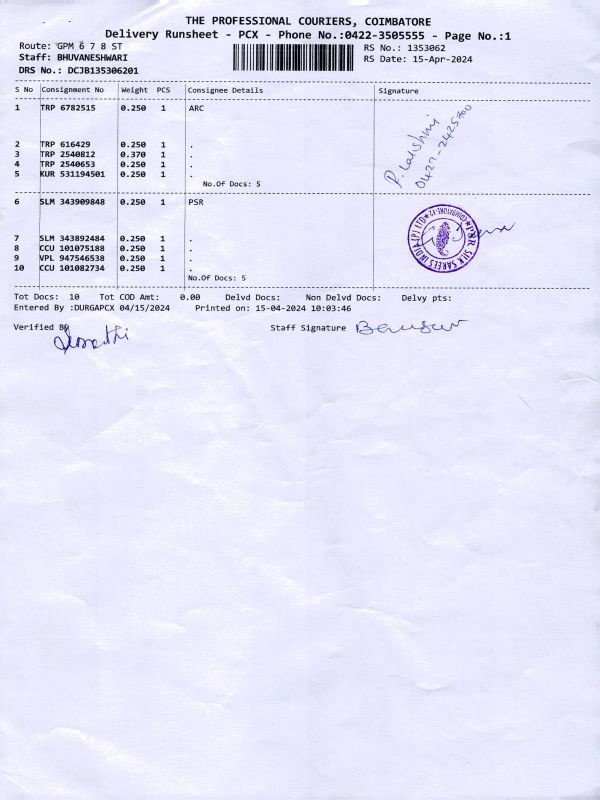 THE PROFESSIONAL COURIERS, COIMBATORE
Delivery Runsheet - PCX - Phone No.:0422-3505555 - Page No.:1
Route: GPM 6 7 8 ST
RS No.: 1353062
Staff: BHUVANESHWARI
RS Date: 15-Apr-2024
DRS No.: DCJB135306201
S No Consignment No Weight PCS Consignee Details Signature
1 TRP 6782515 0.250 1 ARC
P. Lakshmi
2 TRP 616429 0.250 1 .
3 TRP 2540812 0.370 1 .
4 TRP 2540653 0.250 1 .
5 KUR 531194501 0.250 1 .
No.Of Docs: 5
6 SLM 343909848 0.250 1 PSR
PSR SILK SAREES INDIA (P) LTD * COIMBATORE-12 *
7 SLM 343892484 0.250 1 .
8 CCU 101075188 0.250 1 .
9 VPL 947546538 0.250 1 .
10 CCU 101082734 0.250 1 .
No.Of Docs: 5
Tot Docs: 10 Tot COD Amt: 0.00 Delvd Docs: Non Delvd Docs: Delvy pts:
Entered By :DURGAPCX 04/15/2024 Printed on: 15-04-2024 10:03:46
Verified By
Staff Signature